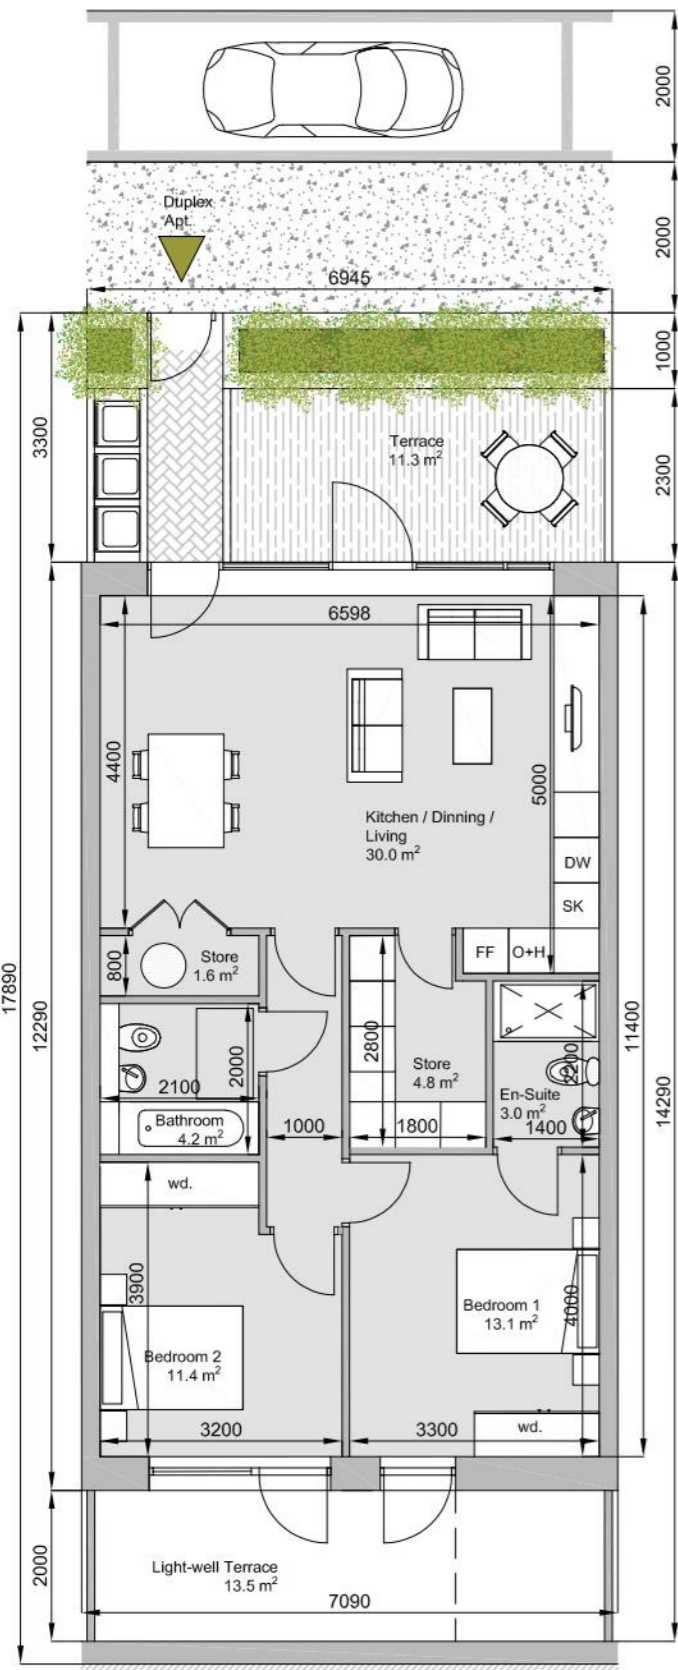 2000
Duplex
Apt.
2000
6945
1000
3300
Terrace
11.3 m²
2300
6598
4400
5000
Kitchen / Dinning /
Living
30.0 m²
DW
SK
FF
O+H
Store
1.6 m²
800
17890
12290
11400
14290
2800
Store
4.8 m²
2200
En-Suite
3.0 m²
1400
2100
2000
Bathroom
4.2 m²
1000
1800
wd.
3900
Bedroom 1
13.1 m²
4000
Bedroom 2
11.4 m²
3200
3300
wd.
2000
Light-well Terrace
13.5 m²
7090